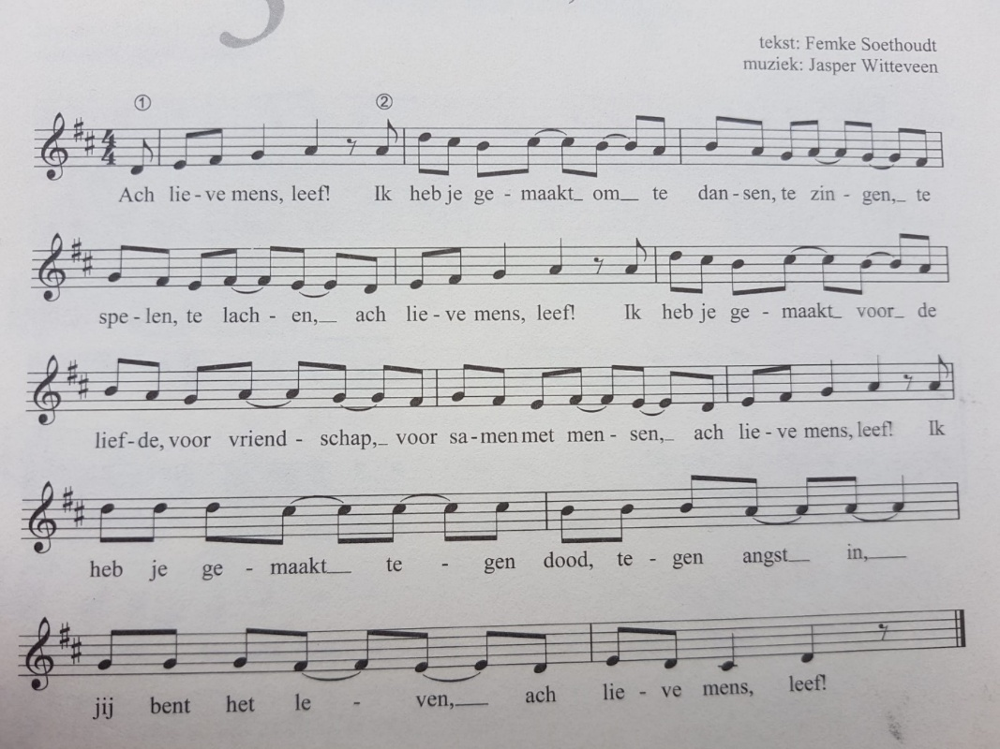 tekst: Femke Soethoudt
muziek: Jasper Witteveen
① ②
4
4
Ach lie - ve mens, leef! Ik heb je ge - maakt_ om_ te dan - sen, te zin - gen,_ te
spe - len, te lach - en,_ ach lie - ve mens, leef! Ik heb je ge - maakt_ voor_ de
lief - de, voor vriend - schap,_ voor sa - men met men - sen,_ ach lie - ve mens, leef! Ik
heb je ge - maakt_ te - gen dood, te - gen angst_ in,_
jij bent het le - ven,_ ach lie - ve mens, leef!